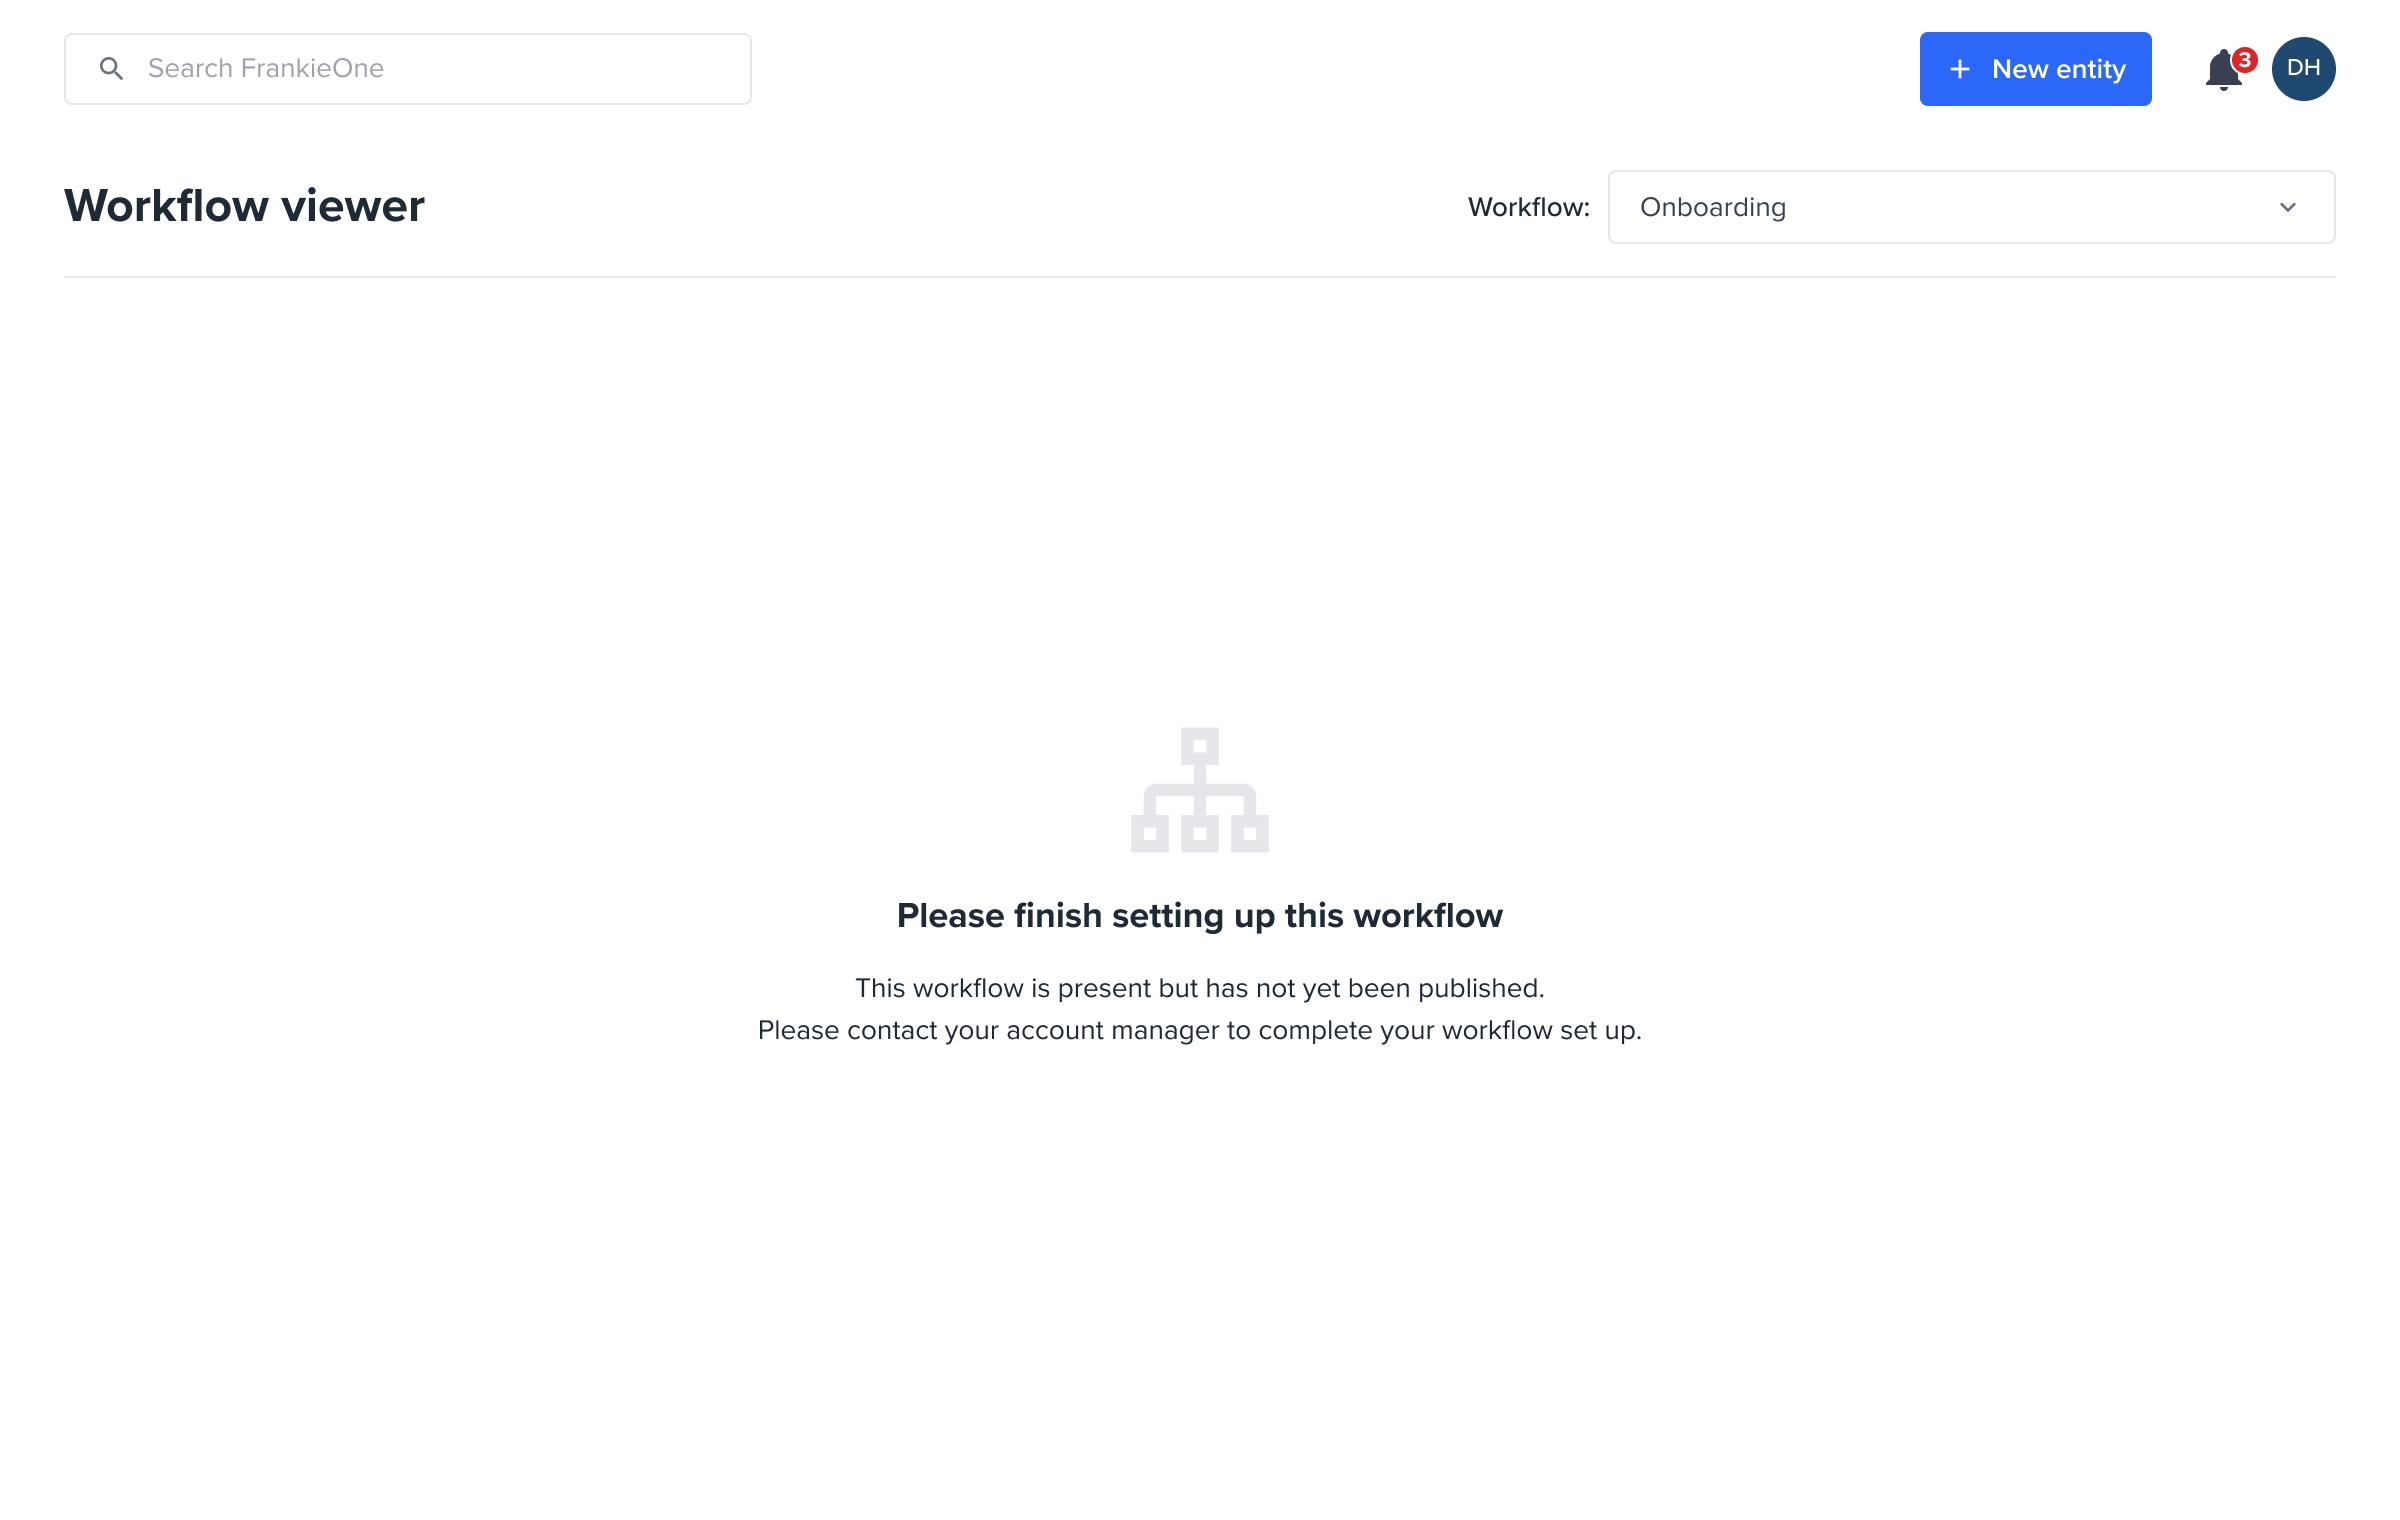 Search FrankieOne
New entity
3
DH
Workflow viewer
Workflow:
Onboarding
Please finish setting up this workflow
This workflow is present but has not yet been published.
Please contact your account manager to complete your workflow set up.